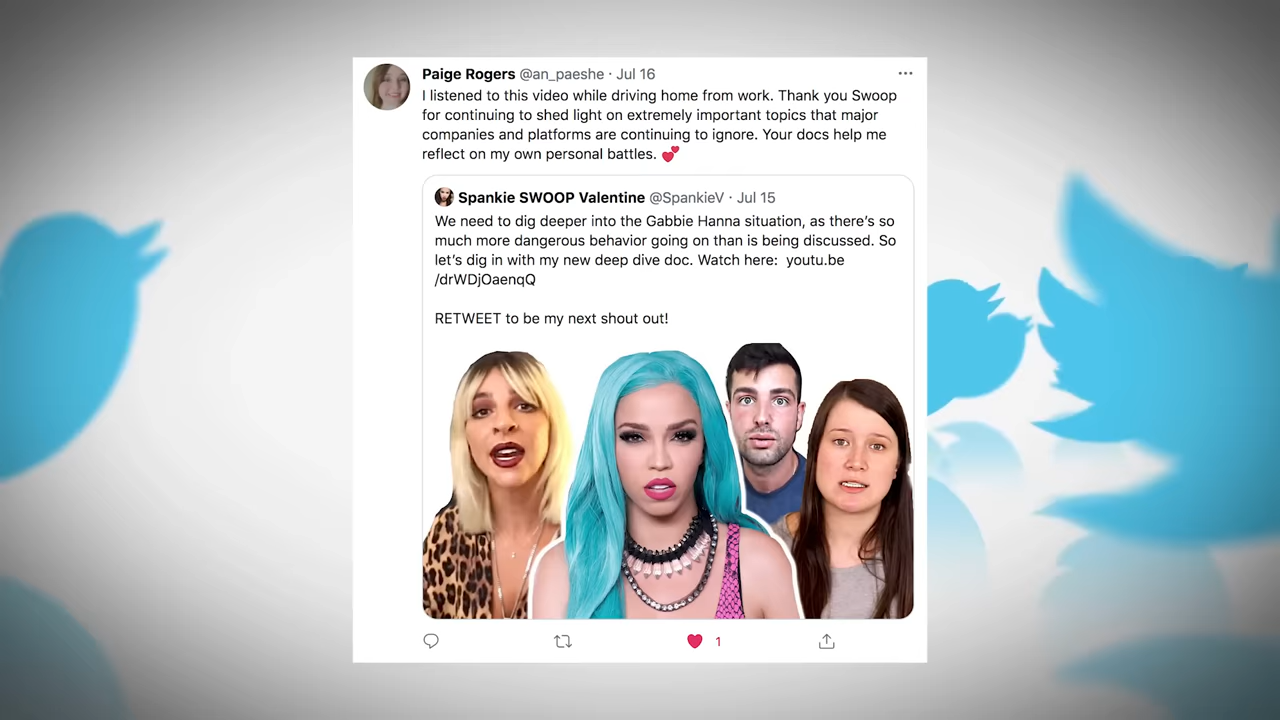 Paige Rogers @an_paeshe · Jul 16
I listened to this video while driving home from work. Thank you Swoop
for continuing to shed light on extremely important topics that major
companies and platforms are continuing to ignore. Your docs help me
reflect on my own personal battles. 💕
Spankie SWOOP Valentine @SpankieV · Jul 15
We need to dig deeper into the Gabbie Hanna situation, as there's so
much more dangerous behavior going on than is being discussed. So
let's dig in with my new deep dive doc. Watch here: youtu.be
/drWDjOaenqQ
RETWEET to be my next shout out!
1